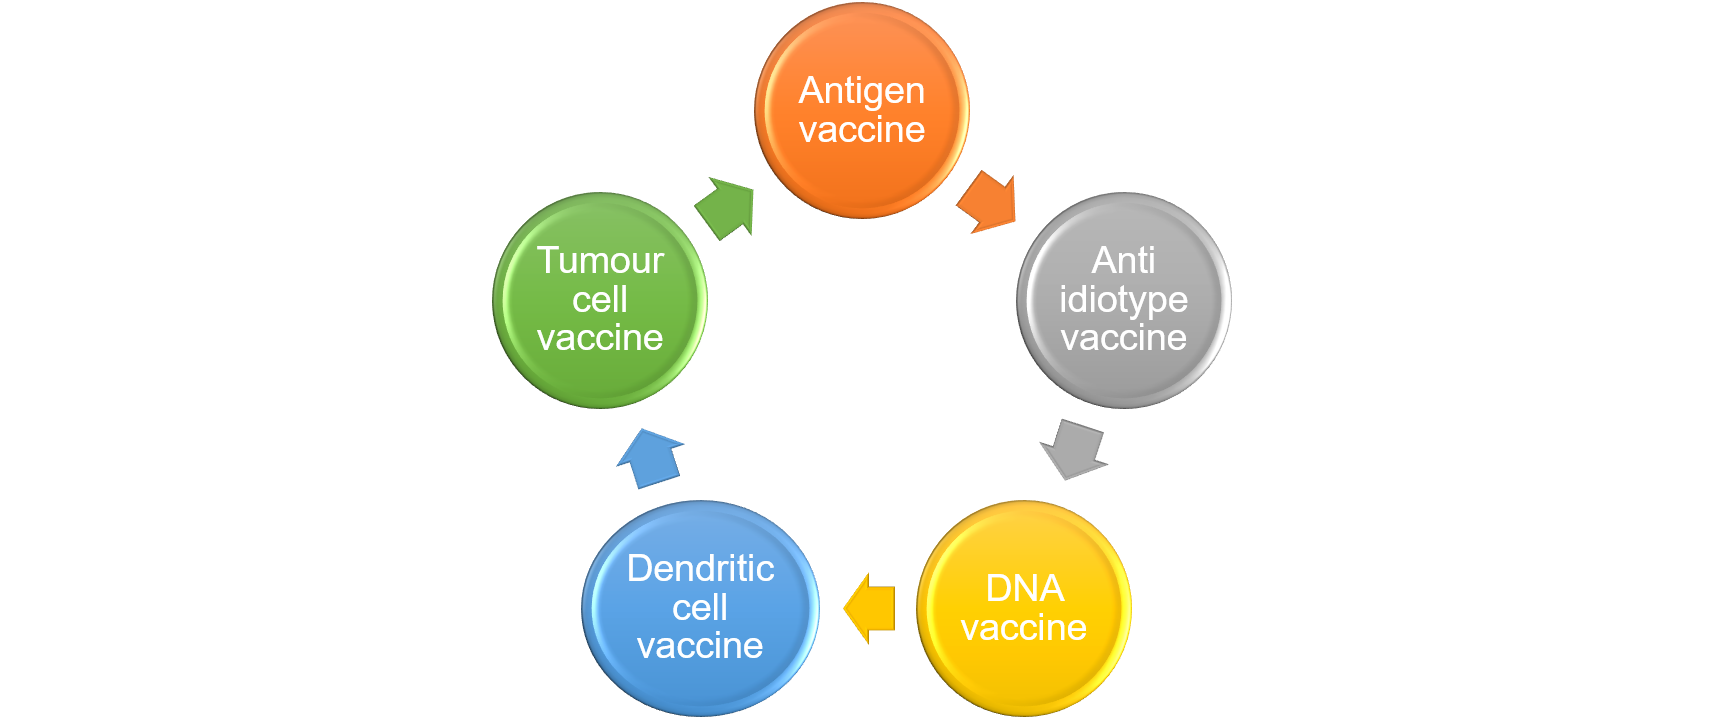 Antigen
vaccine
Anti
idiotype
vaccine
DNA
vaccine
Dendritic
cell
vaccine
Tumour
cell
vaccine